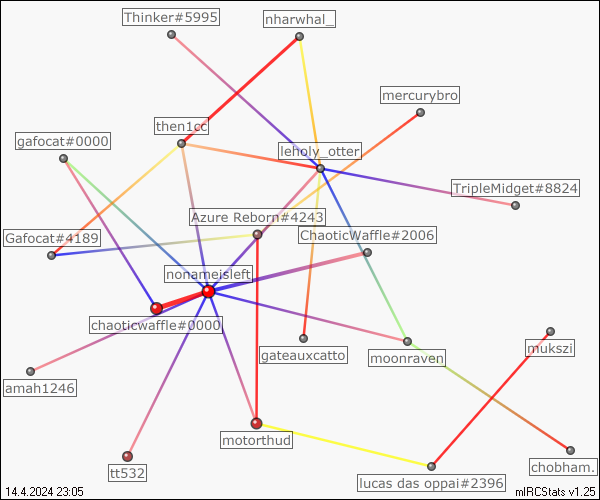 Thinker#5995
nharwhal_
mercurybro
then1cc
gafocat#0000
leholy_otter
TripleMidget#8824
Azure Reborn#4243
Gafocat#4189
ChaoticWaffle#2006
nonameisleft
chaoticwaffle#0000
gateauxcatto
moonraven
mukszi
amah1246
motorthud
tt532
chobham.
lucas das oppai#2396
14.4.2024 23:05
mIRCStats v1.25